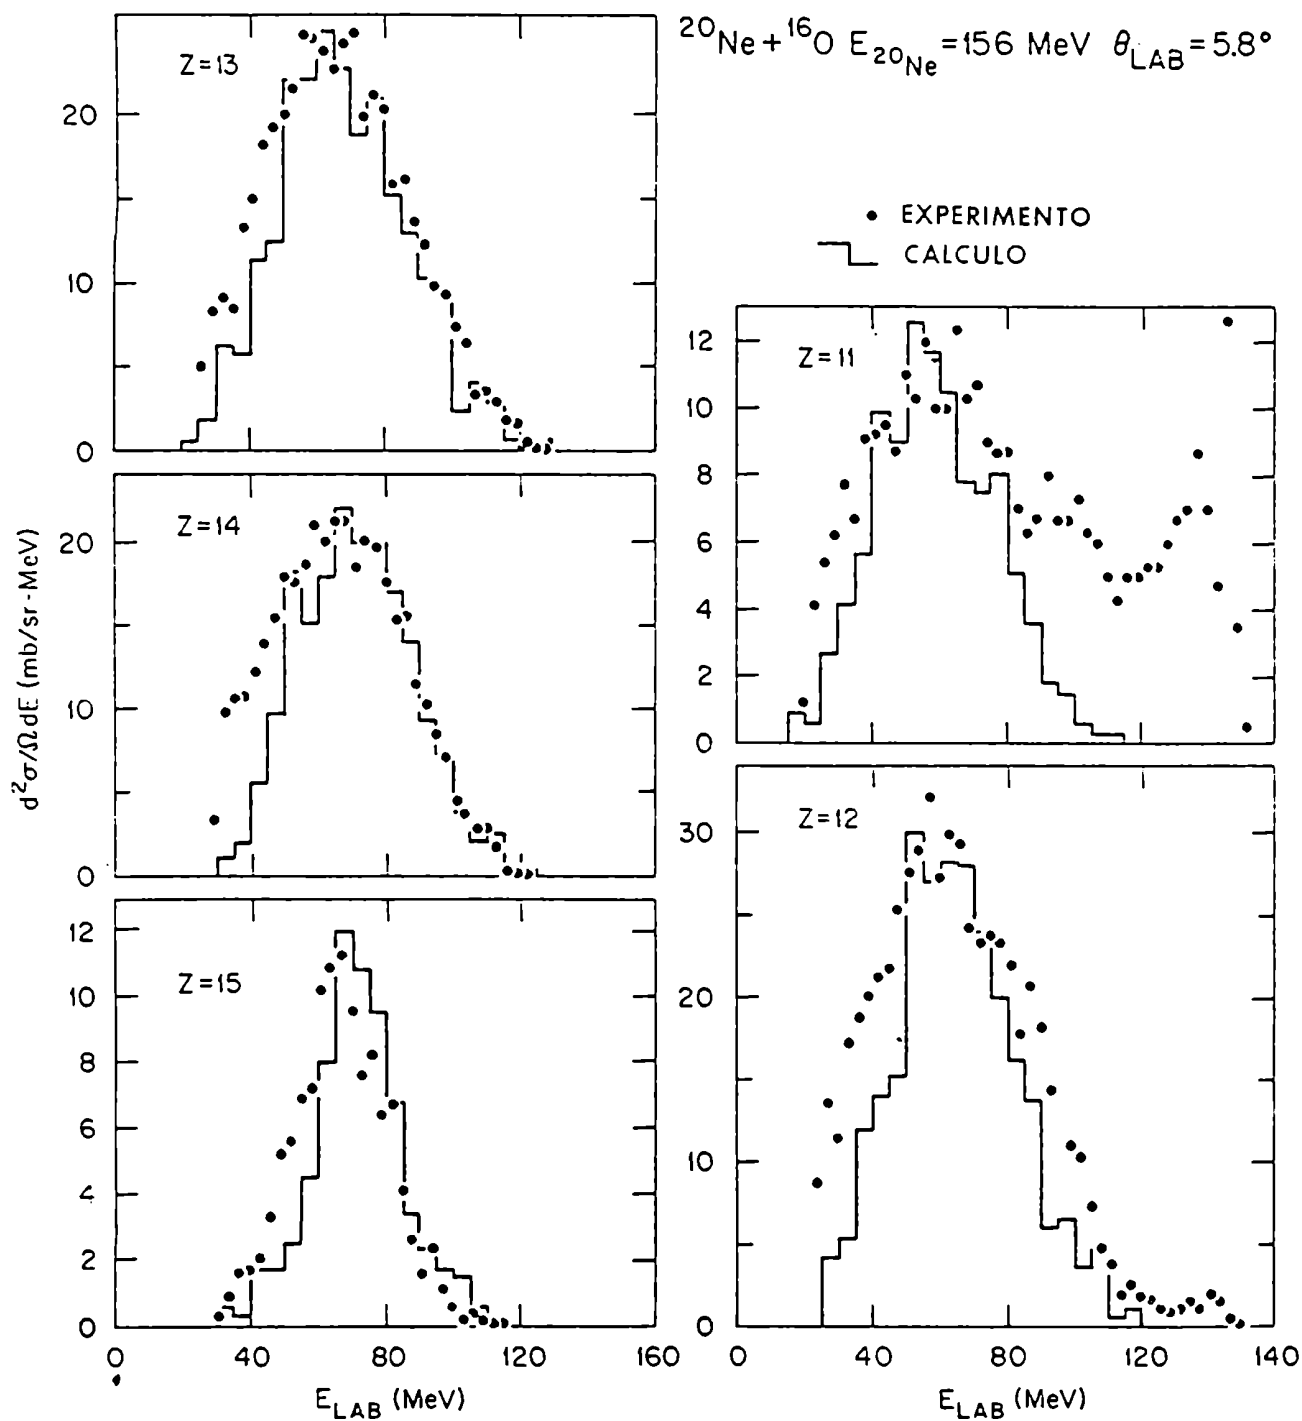 ²⁰Ne+¹⁶O E₂₀Ne=156 MeV θLAB=5.8°
• EXPERIMENTO
CALCULO
Z=13
20
10
0
Z=14
20
10
0
d²σ/ΩdE (mb/sr-MeV)
Z=15
12
10
8
6
4
2
0
0 40 80 120 160
E_LAB (MeV)
Z=11
12
10
8
6
4
2
0
Z=12
30
20
10
0
0 40 80 120 140
E_LAB (MeV)